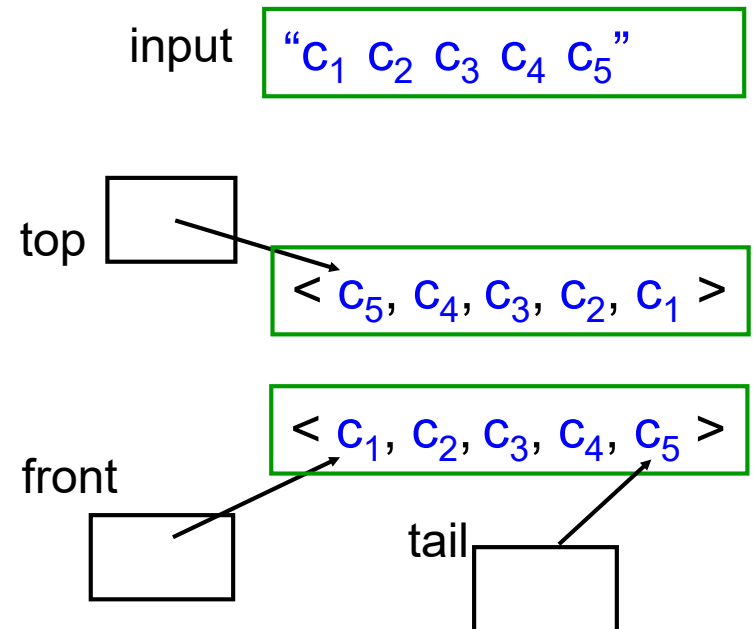 input “c₁ c₂ c₃ c₄ c₅”
top
< c₅, c₄, c₃, c₂, c₁ >
< c₁, c₂, c₃, c₄, c₅ >
front
tail